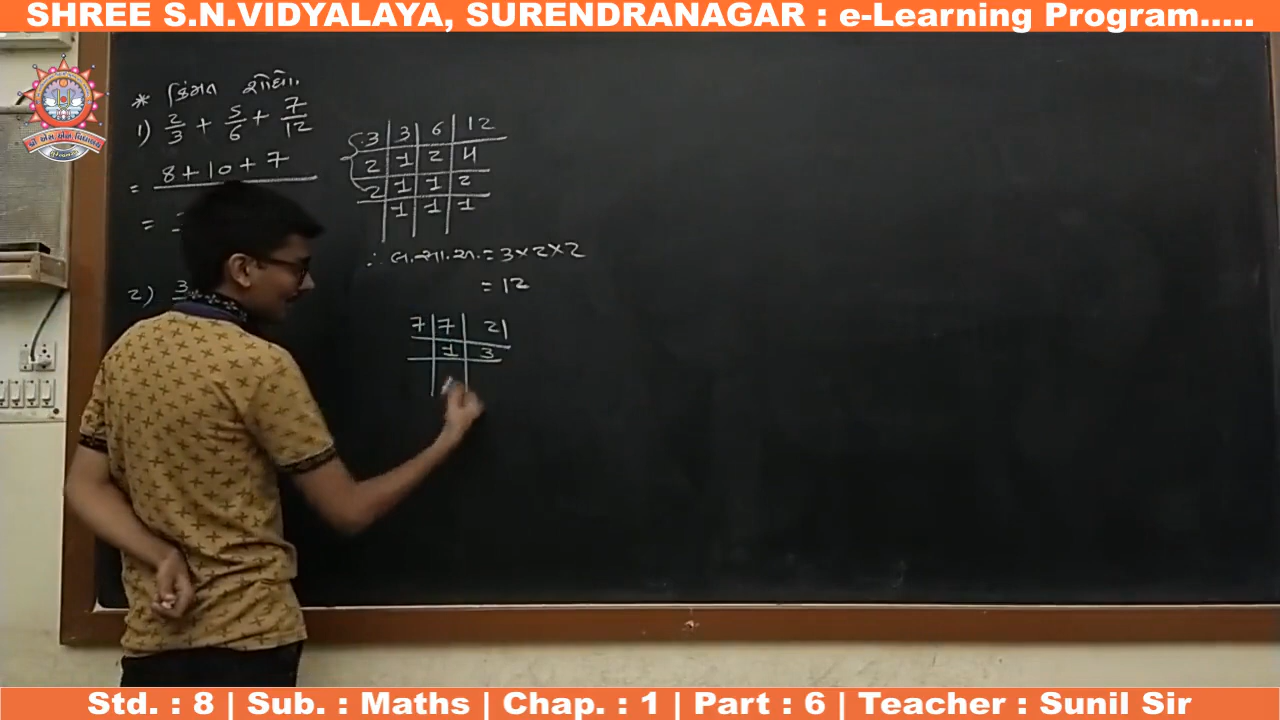 SHREE S.N.VIDYALAYA, SURENDRANAGAR : e-Learning Program.....
* કિંમત શોધો.
1) 2/3 + 5/6 + 7/12
= 8 + 10 + 7
=
2) 3
3 | 3 | 6 | 12
2 | 1 | 2 | 4
2 | 1 | 1 | 2
1 | 1 | 1
∴ લ.સા.અ. = 3×2×2
= 12
7 | 7 | 21
1 | 3
Std. : 8 | Sub. : Maths | Chap. : 1 | Part : 6 | Teacher : Sunil Sir